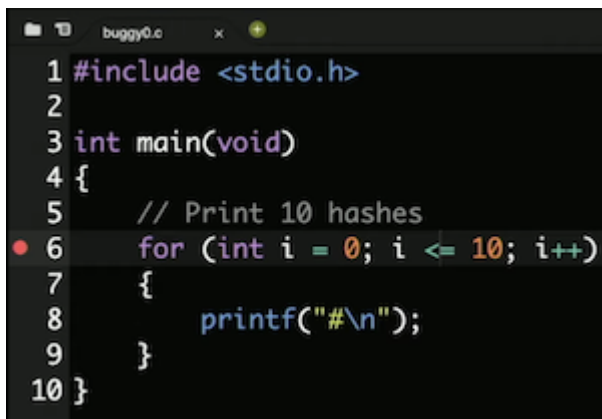 buggy0.c x
1 #include <stdio.h>
2
3 int main(void)
4 {
5     // Print 10 hashes
6     for (int i = 0; i <= 10; i++)
7     {
8         printf("#\n");
9     }
10 }